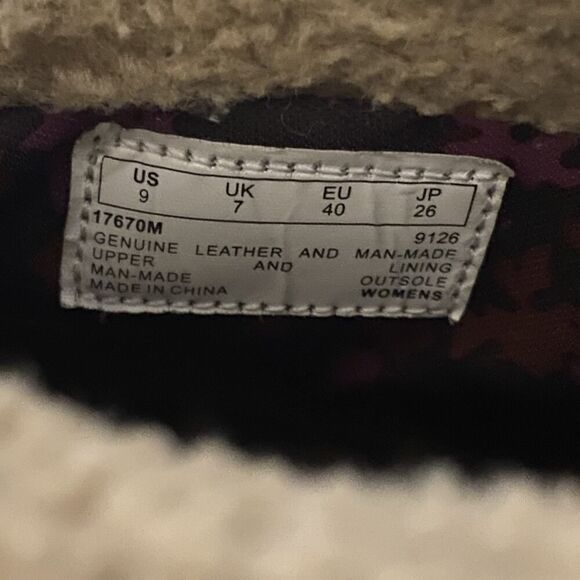 US UK EU JP
9 7 40 26
17670M 9126
GENUINE LEATHER AND MAN-MADE
UPPER AND LINING
MAN-MADE OUTSOLE
MADE IN CHINA WOMENS